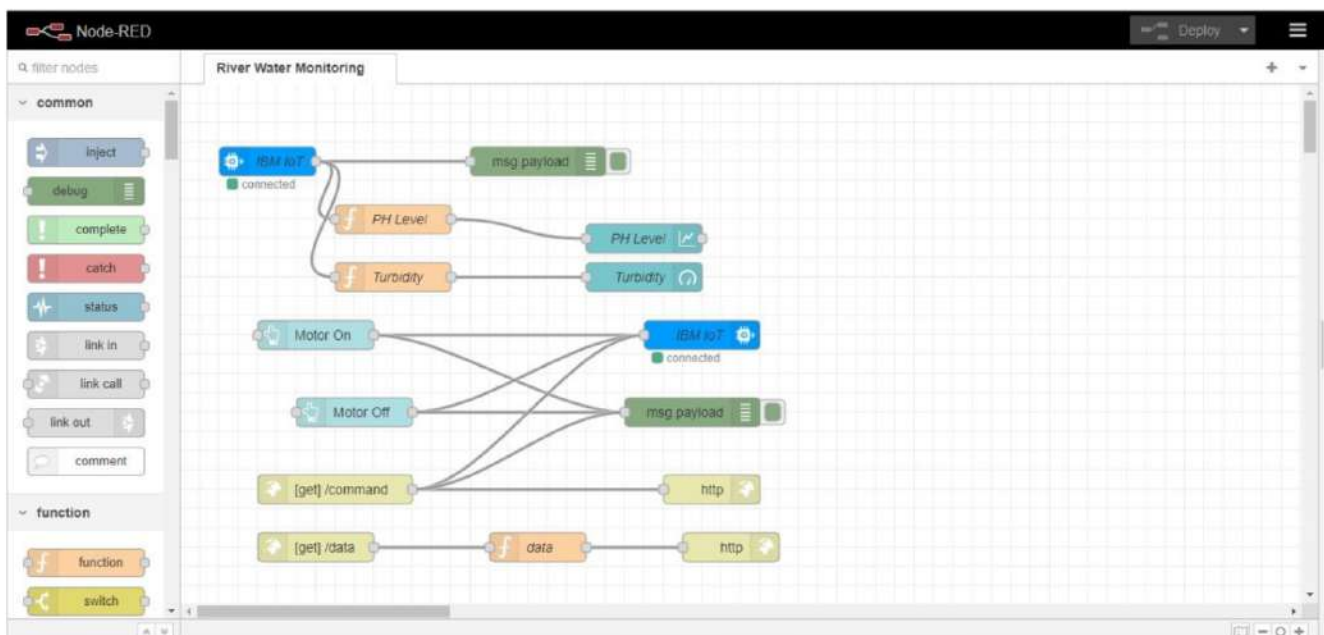 Node-RED
Deploy
filter nodes
River Water Monitoring
common
inject
debug
complete
catch
status
link in
link call
link out
comment
function
function
switch
IBM IoT
connected
msg.payload
PH Level
PH Level
Turbidity
Turbidity
Motor On
IBM IoT
connected
Motor Off
msg.payload
[get] /command
http
[get] /data
data
http